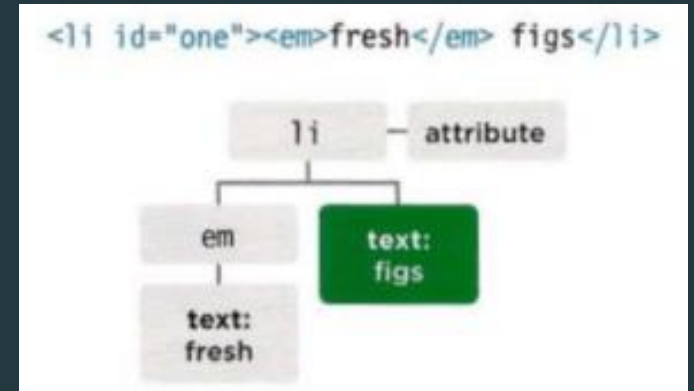 <li id="one"><em>fresh</em> figs</li>
li
attribute
em
text:
figs
text:
fresh